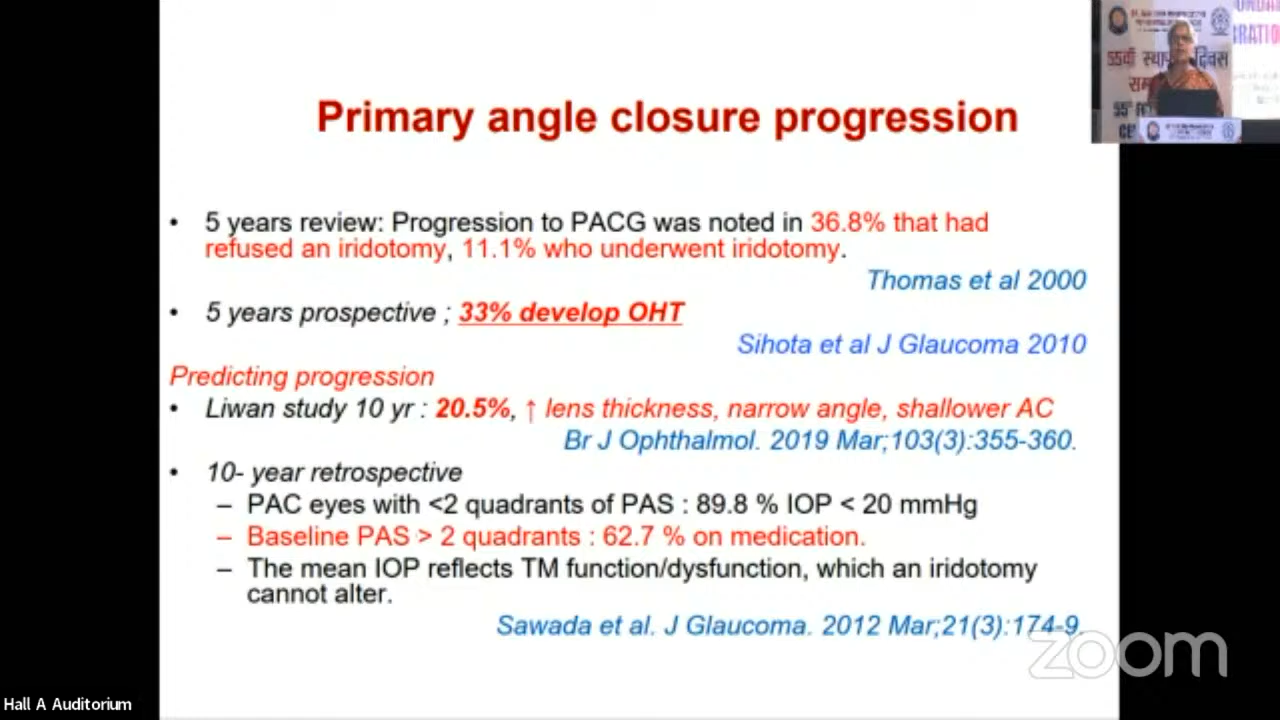 Primary angle closure progression
• 5 years review: Progression to PACG was noted in 36.8% that had
refused an iridotomy, 11.1% who underwent iridotomy.
Thomas et al 2000
• 5 years prospective ; 33% develop OHT
Sihota et al J Glaucoma 2010
Predicting progression
• Liwan study 10 yr : 20.5%, ↑ lens thickness, narrow angle, shallower AC
Br J Ophthalmol. 2019 Mar;103(3):355-360.
• 10- year retrospective
– PAC eyes with <2 quadrants of PAS : 89.8 % IOP < 20 mmHg
– Baseline PAS > 2 quadrants : 62.7 % on medication.
– The mean IOP reflects TM function/dysfunction, which an iridotomy
cannot alter.
Sawada et al. J Glaucoma. 2012 Mar;21(3):174-9.
zoom
Hall A Auditorium
55वाँ
दिवस